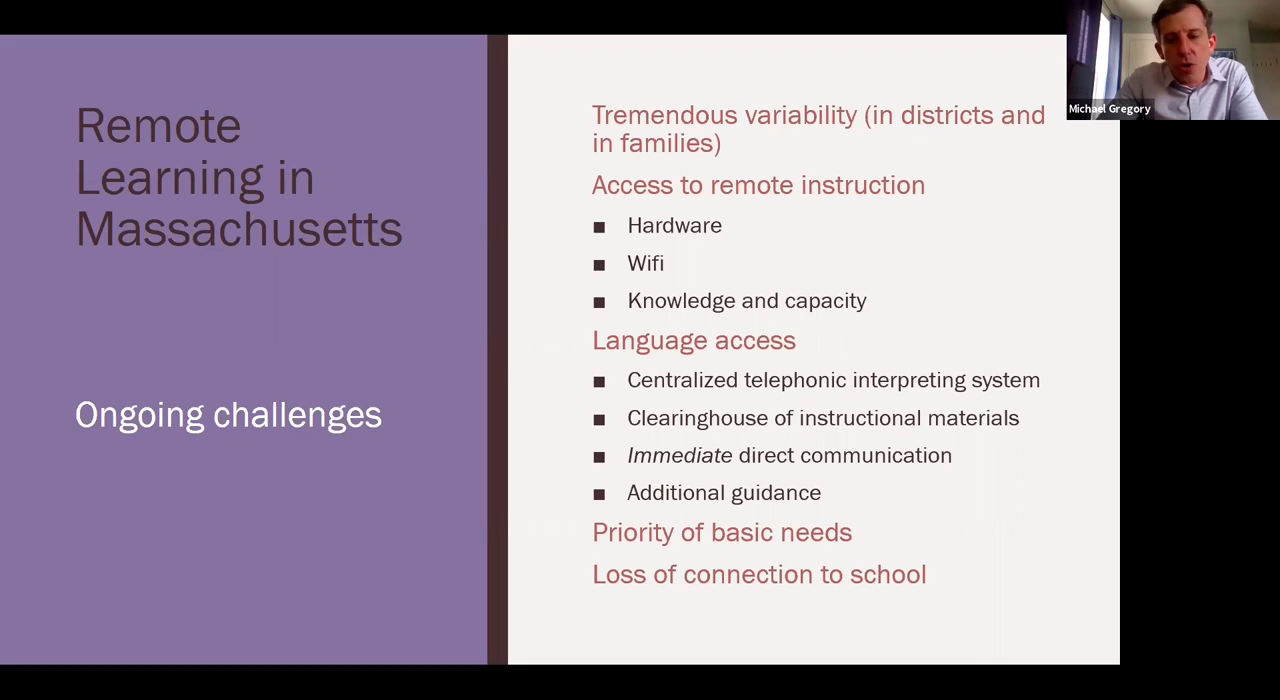 Remote
Learning in
Massachusetts
Ongoing challenges
Tremendous variability (in districts and
in families)
Access to remote instruction
■ Hardware
■ Wifi
■ Knowledge and capacity
Language access
■ Centralized telephonic interpreting system
■ Clearinghouse of instructional materials
■ Immediate direct communication
■ Additional guidance
Priority of basic needs
Loss of connection to school
Michael Gregory